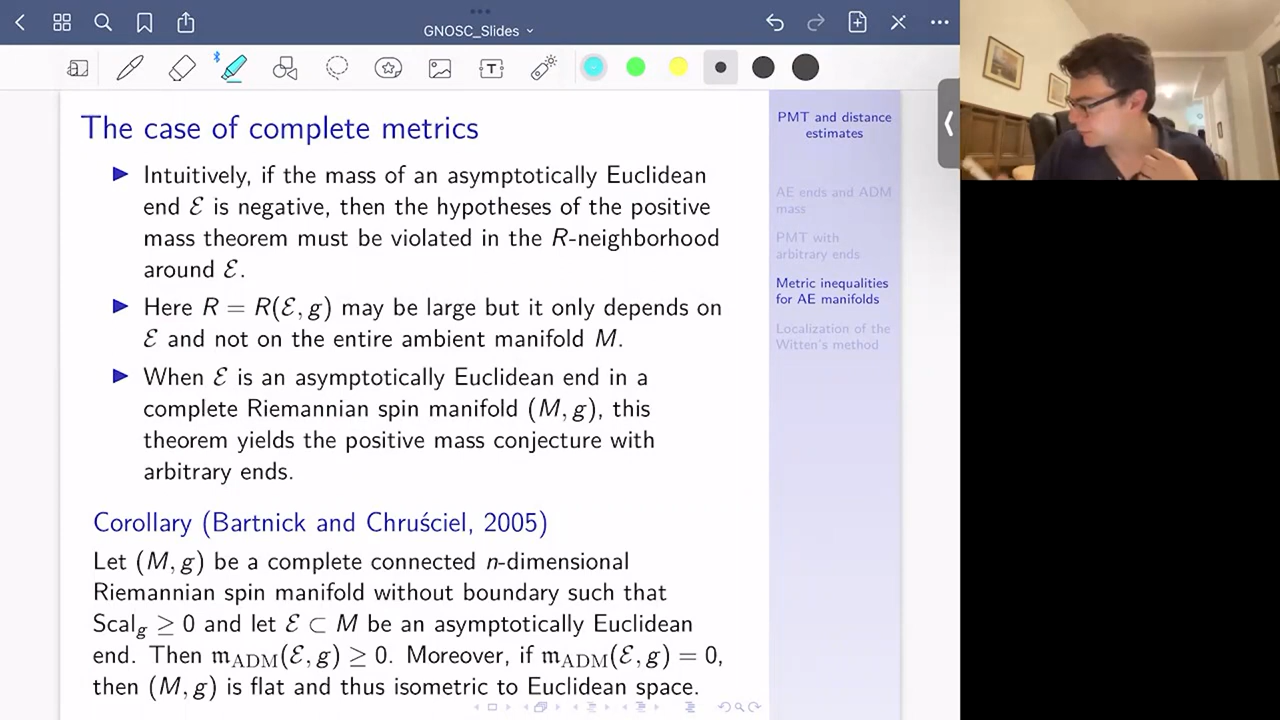 GNOSC_Slides
The case of complete metrics
Intuitively, if the mass of an asymptotically Euclidean
end ℰ is negative, then the hypotheses of the positive
mass theorem must be violated in the R-neighborhood
around ℰ.
Here R = R(ℰ, g) may be large but it only depends on
ℰ and not on the entire ambient manifold M.
When ℰ is an asymptotically Euclidean end in a
complete Riemannian spin manifold (M, g), this
theorem yields the positive mass conjecture with
arbitrary ends.
Corollary (Bartnick and Chruściel, 2005)
Let (M, g) be a complete connected n-dimensional
Riemannian spin manifold without boundary such that
Scal_g ≥ 0 and let ℰ ⊂ M be an asymptotically Euclidean
end. Then 𝔪_ADM(ℰ, g) ≥ 0. Moreover, if 𝔪_ADM(ℰ, g) = 0,
then (M, g) is flat and thus isometric to Euclidean space.
PMT and distance
estimates
AE ends and ADM
mass
PMT with
arbitrary ends
Metric inequalities
for AE manifolds
Localization of the
Witten's method